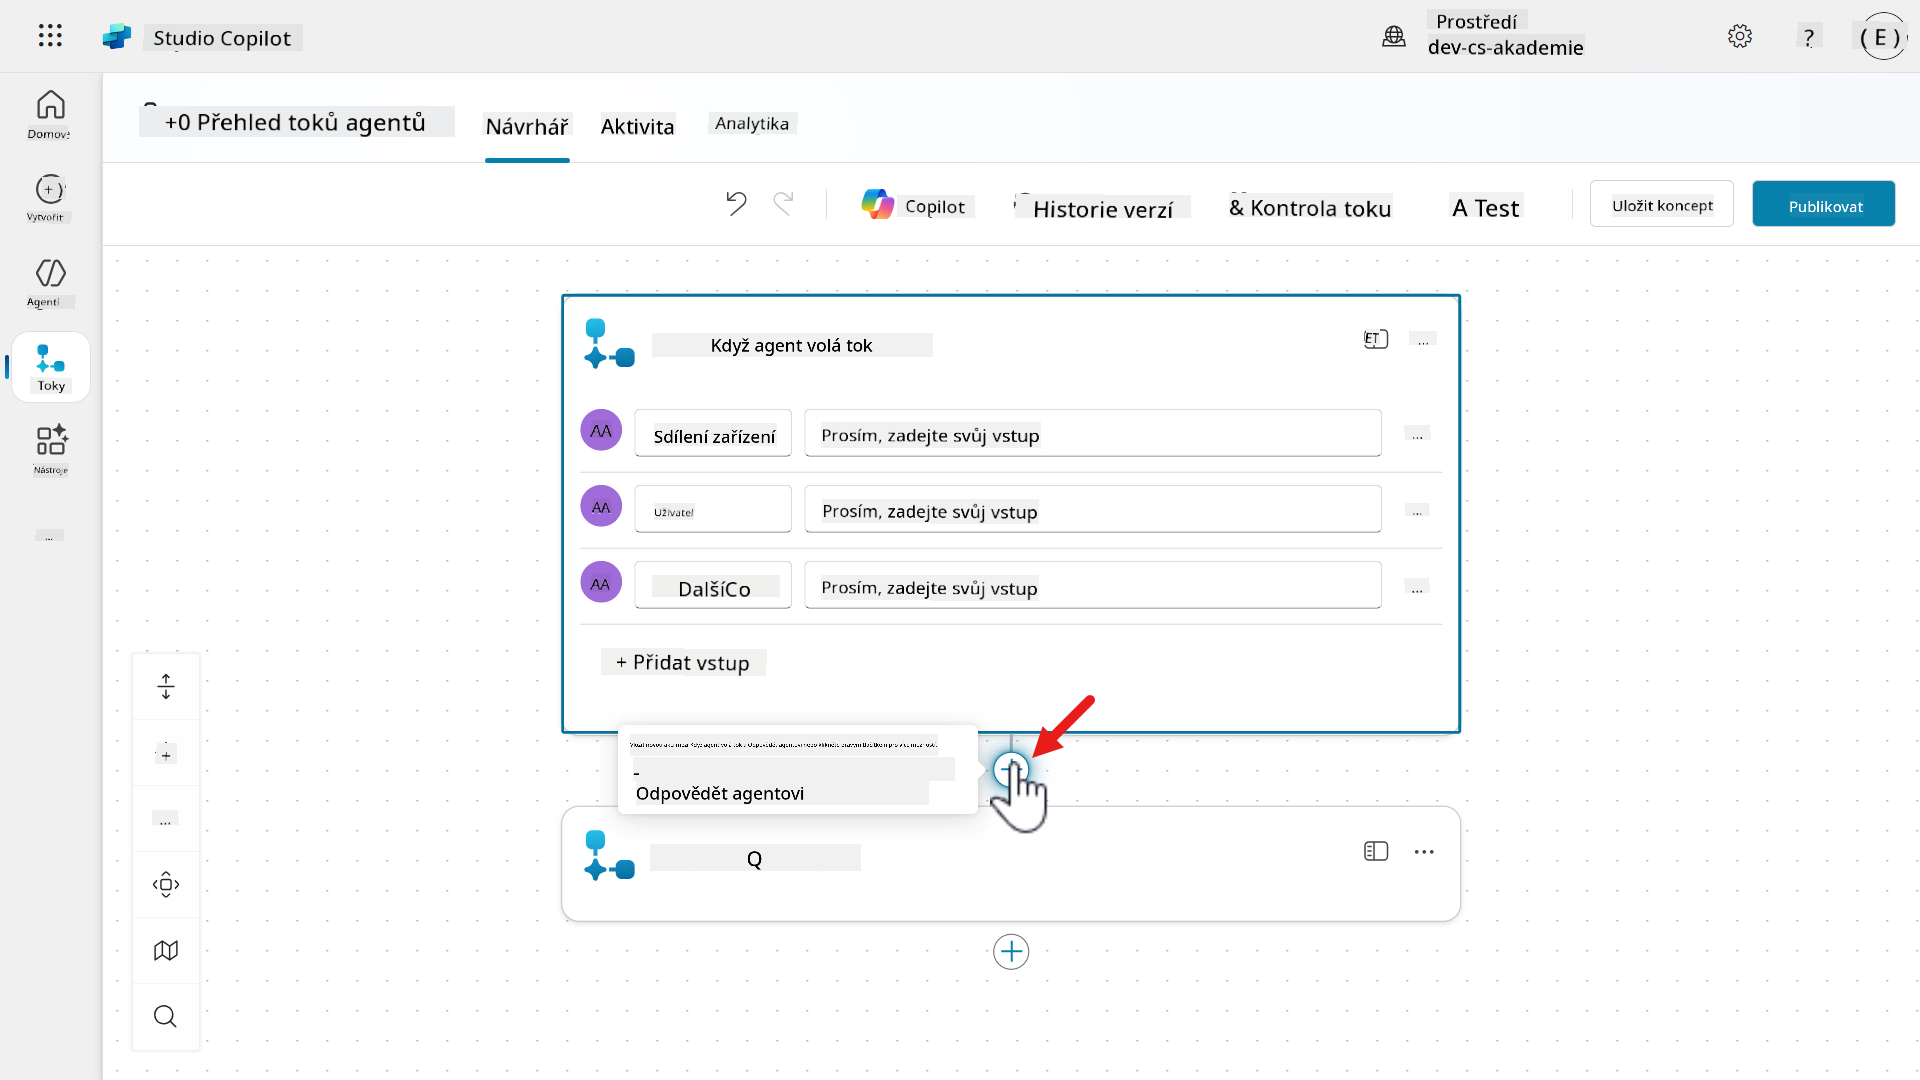 Studio Copilot
Prostředí
dev-cs-akademie
?
( E )
Domove
Vytvořit
Agenti
Toky
Nástroje
...
+0 Přehled toků agentů
Návrhář
Aktivita
Analytika
Copilot
Historie verzí
& Kontrola toku
A Test
Uložit koncept
Publikovat
Když agent volá tok
...
AA
Sdílení zařízení
Prosím, zadejte svůj vstup
...
AA
Uživatel
Prosím, zadejte svůj vstup
...
AA
DalšíCo
Prosím, zadejte svůj vstup
...
+ Přidat vstup
Odpovědět agentovi
Q